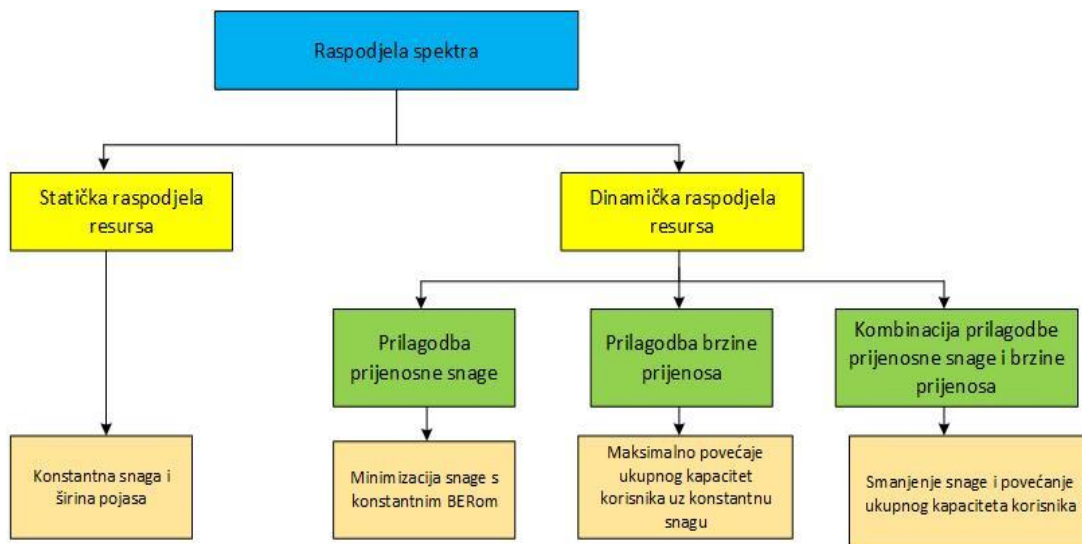 Raspodjela spektra
Statička raspodjela
resursa
Dinamička raspodjela
resursa
Prilagodba
prijenosne snage
Prilagodba brzine
prijenosa
Kombinacija prilagodbe
prijenosne snage i brzine
prijenosa
Konstantna snaga i
širina pojasa
Minimizacija snage s
konstantnim BERom
Maksimalno povećaje
ukupnog kapacitet
korisnika uz konstantnu
snagu
Smanjenje snage i povećanje
ukupnog kapaciteta korisnika